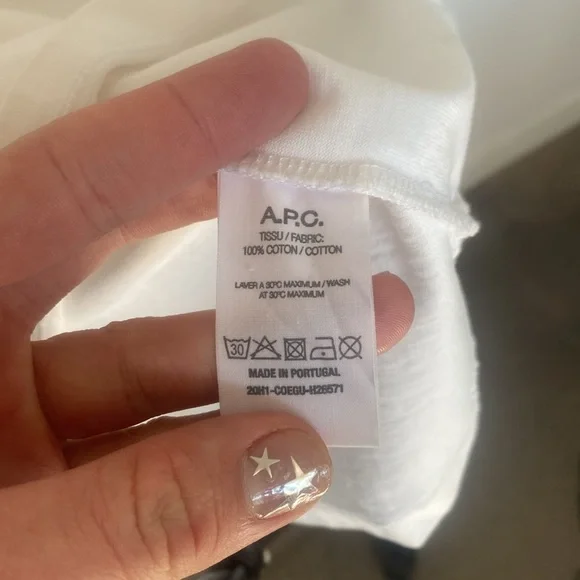 A.P.C.
TISSU / FABRIC:
100% COTON / COTTON
LAVER A 30°C MAXIMUM / WASH
AT 30°C MAXIMUM
30
MADE IN PORTUGAL
20H1-COEGU-H26571